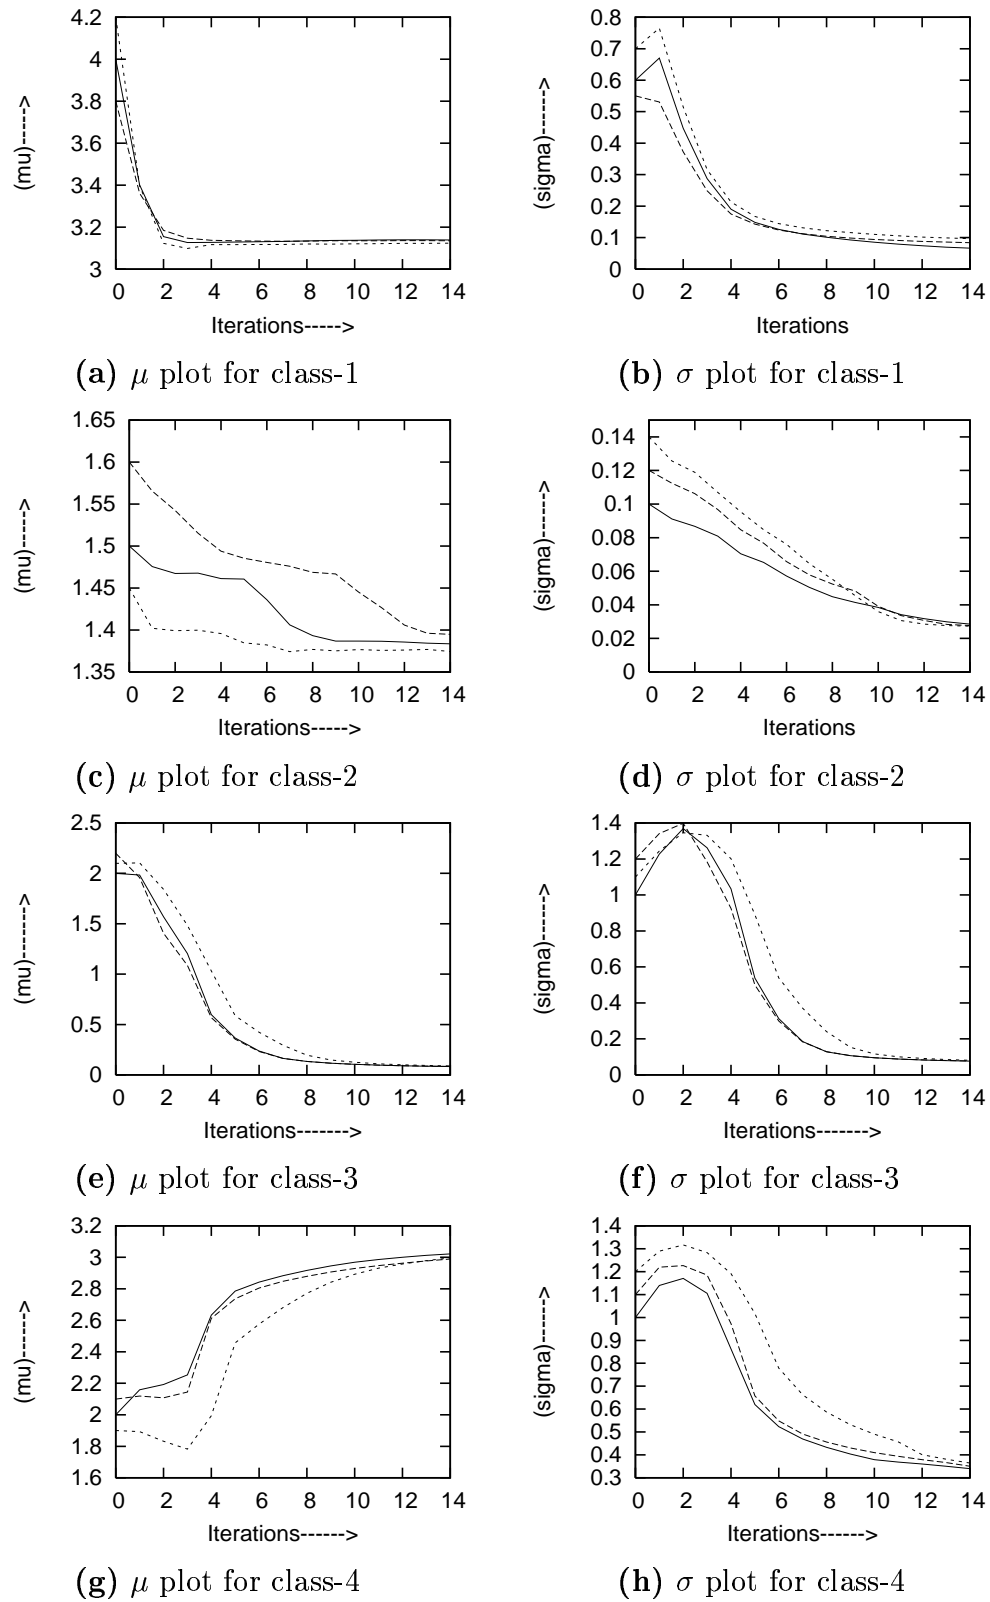 4.2
4
3.8
3.6
3.4
3.2
3
(mu)----->
0 2 4 6 8 10 12 14
Iterations----->
(a) μ plot for class-1
0.8
0.7
0.6
0.5
0.4
0.3
0.2
0.1
0
(sigma)------>
0 2 4 6 8 10 12 14
Iterations
(b) σ plot for class-1
1.65
1.6
1.55
1.5
1.45
1.4
1.35
(mu)----->
0 2 4 6 8 10 12 14
Iterations----->
(c) μ plot for class-2
0.14
0.12
0.1
0.08
0.06
0.04
0.02
0
(sigma)------>
0 2 4 6 8 10 12 14
Iterations
(d) σ plot for class-2
2.5
2
1.5
1
0.5
0
(mu)------>
0 2 4 6 8 10 12 14
Iterations------->
(e) μ plot for class-3
1.4
1.2
1
0.8
0.6
0.4
0.2
0
(sigma)------>
0 2 4 6 8 10 12 14
Iterations------->
(f) σ plot for class-3
3.2
3
2.8
2.6
2.4
2.2
2
1.8
1.6
(mu)------>
0 2 4 6 8 10 12 14
Iterations------>
(g) μ plot for class-4
1.4
1.3
1.2
1.1
1
0.9
0.8
0.7
0.6
0.5
0.4
0.3
(sigma)------>
0 2 4 6 8 10 12 14
Iterations------>
(h) σ plot for class-4